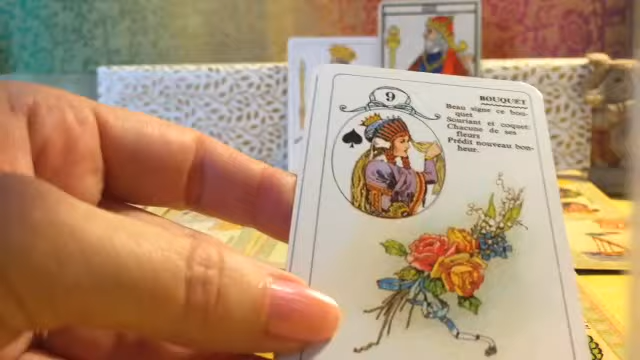 9
BOUQUET
Beau signe ce bou-
quet
Souriant et coquet:
Chacune de ses
fleurs
Prédit nouveau bon-
heur.